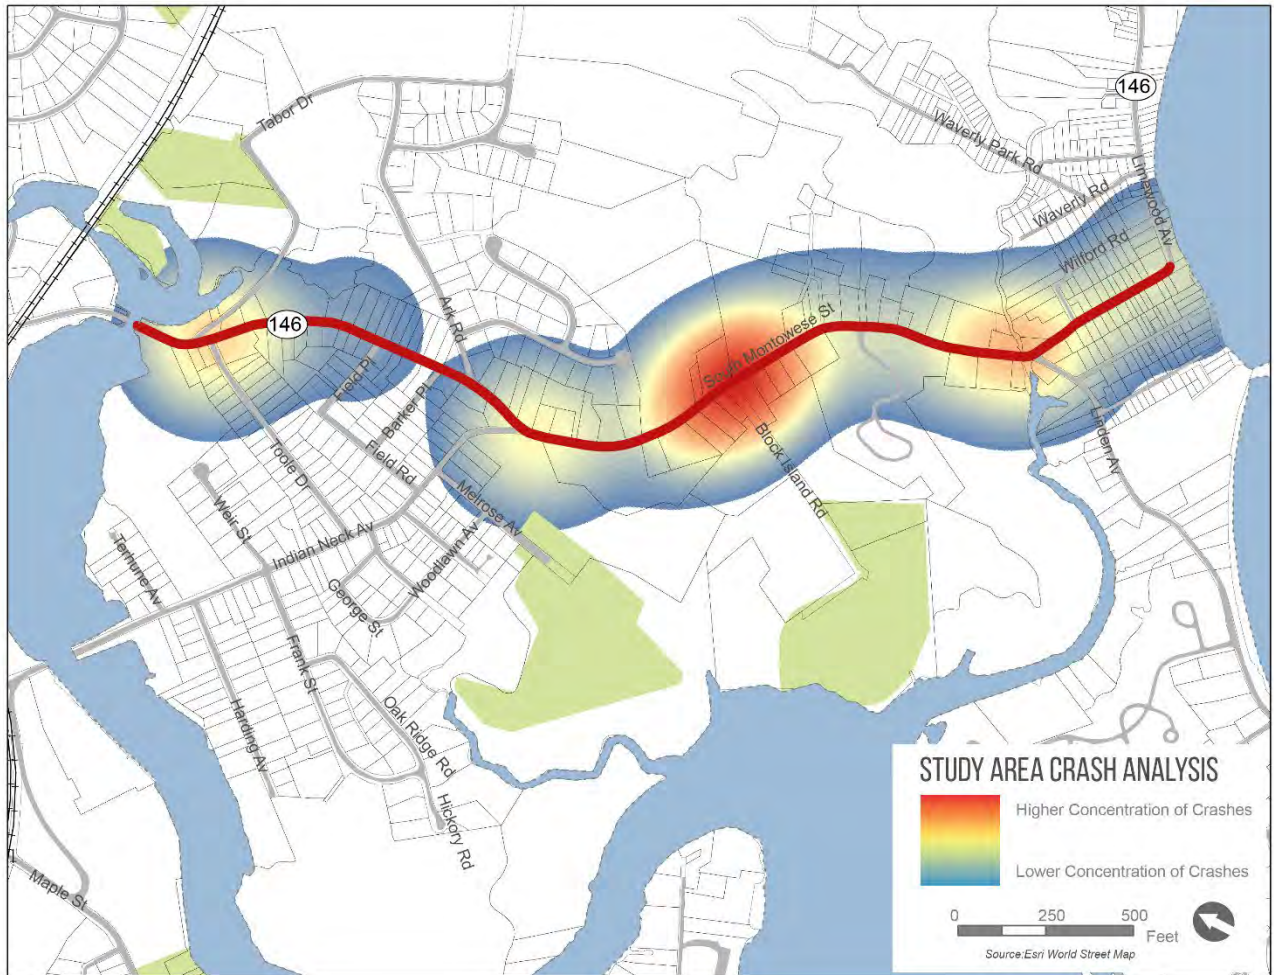 146
Tabor Dr
Waverly Park Rd
Limewood Av
Waverly Rd
Wilford Rd
Ark Rd
146
South Montowese St
Field Pl
Barker Pl
Field Rd
Toole Dr
Melrose Av
Block Island Rd
Linden Av
Weir St
Indian Neck Av
Woodlawn Av
Terhune Av
George St
Frank St
Harding Av
Oak Ridge Rd
Hickory Rd
Maple St
STUDY AREA CRASH ANALYSIS
Higher Concentration of Crashes
Lower Concentration of Crashes
0 250 500
Feet
Source:Esri World Street Map